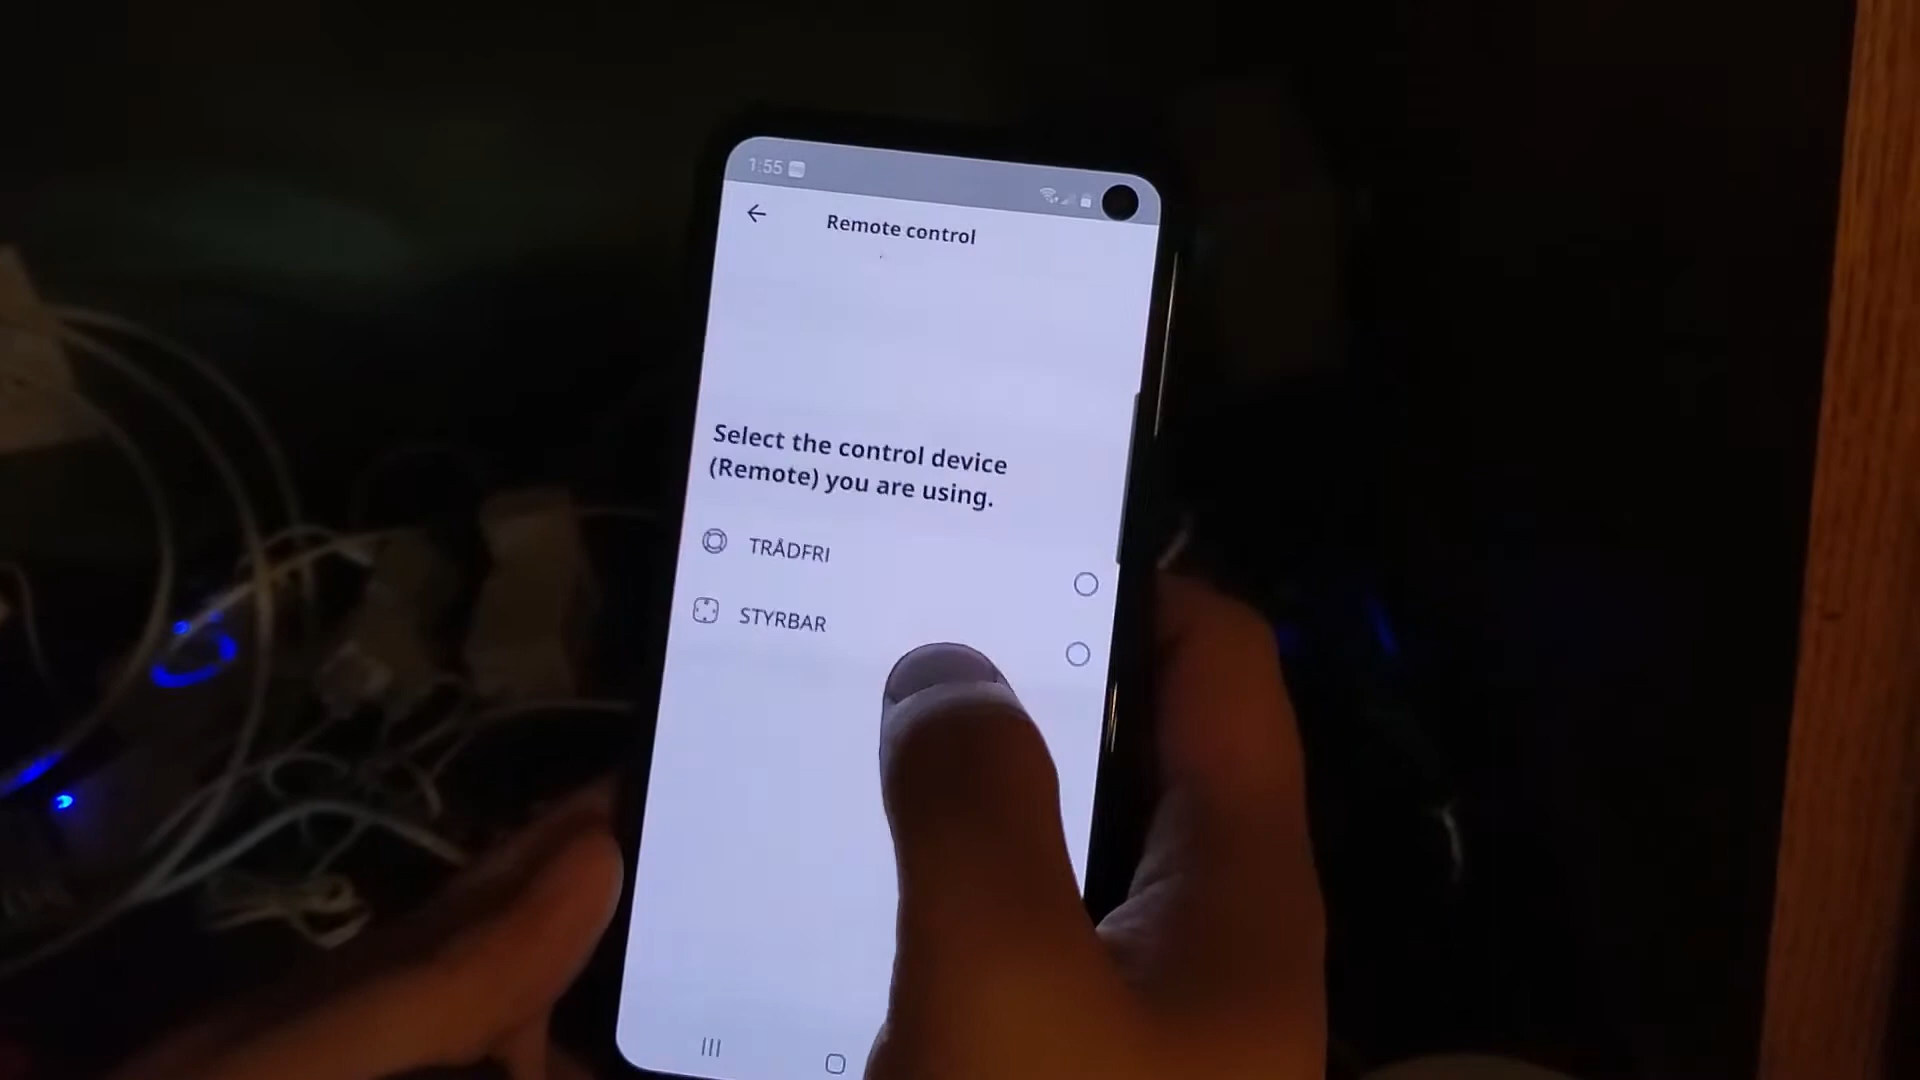 1:55
Remote control
Select the control device
(Remote) you are using.
TRÅDFRI
STYRBAR